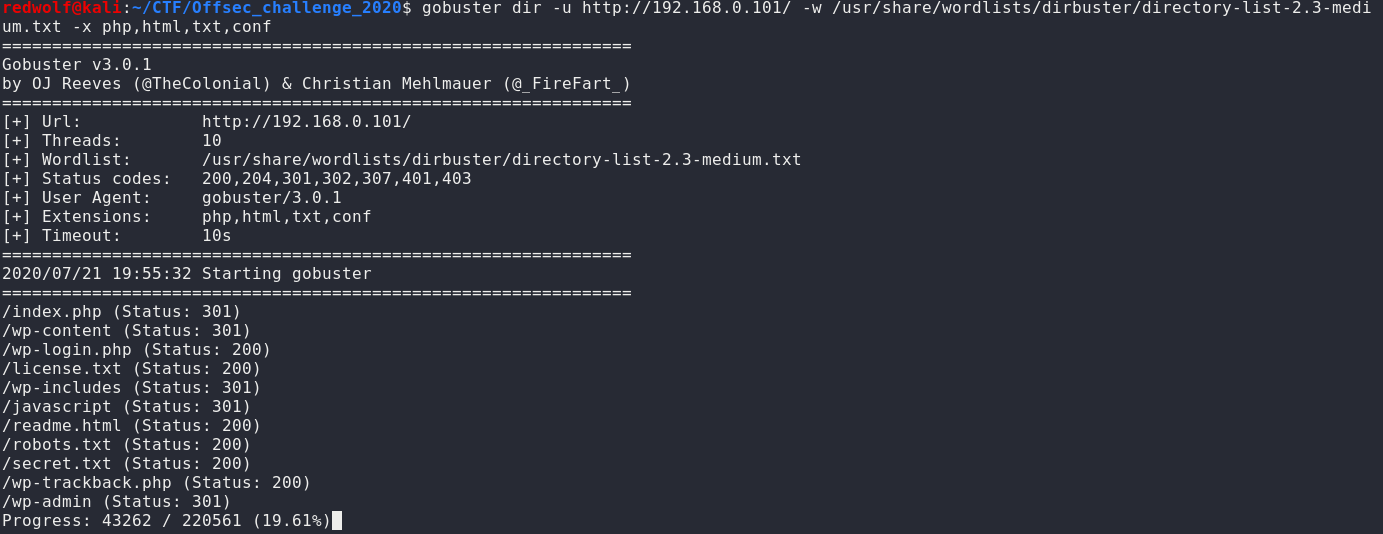 redwolf@kali:~/CTF/Offsec_challenge_2020$ gobuster dir -u http://192.168.0.101/ -w /usr/share/wordlists/dirbuster/directory-list-2.3-medi
um.txt -x php,html,txt,conf
===============================================================
Gobuster v3.0.1
by OJ Reeves (@TheColonial) & Christian Mehlmauer (@_FireFart_)
===============================================================
[+] Url:            http://192.168.0.101/
[+] Threads:        10
[+] Wordlist:       /usr/share/wordlists/dirbuster/directory-list-2.3-medium.txt
[+] Status codes:   200,204,301,302,307,401,403
[+] User Agent:     gobuster/3.0.1
[+] Extensions:     php,html,txt,conf
[+] Timeout:        10s
===============================================================
2020/07/21 19:55:32 Starting gobuster
===============================================================
/index.php (Status: 301)
/wp-content (Status: 301)
/wp-login.php (Status: 200)
/license.txt (Status: 200)
/wp-includes (Status: 301)
/javascript (Status: 301)
/readme.html (Status: 200)
/robots.txt (Status: 200)
/secret.txt (Status: 200)
/wp-trackback.php (Status: 200)
/wp-admin (Status: 301)
Progress: 43262 / 220561 (19.61%)